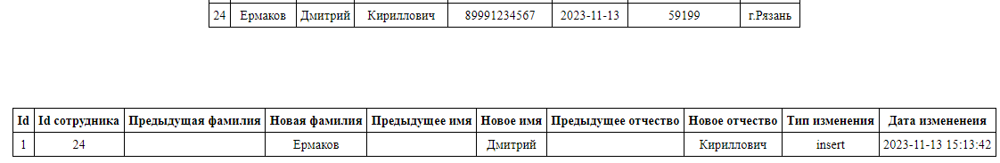 24 Ермаков Дмитрий Кириллович 89991234567 2023-11-13 59199 г.Рязань
Id Id сотрудника Предыдущая фамилия Новая фамилия Предыдущее имя Новое имя Предыдущее отчество Новое отчество Тип изменения Дата измененеия
1 24 Ермаков Дмитрий Кириллович insert 2023-11-13 15:13:42